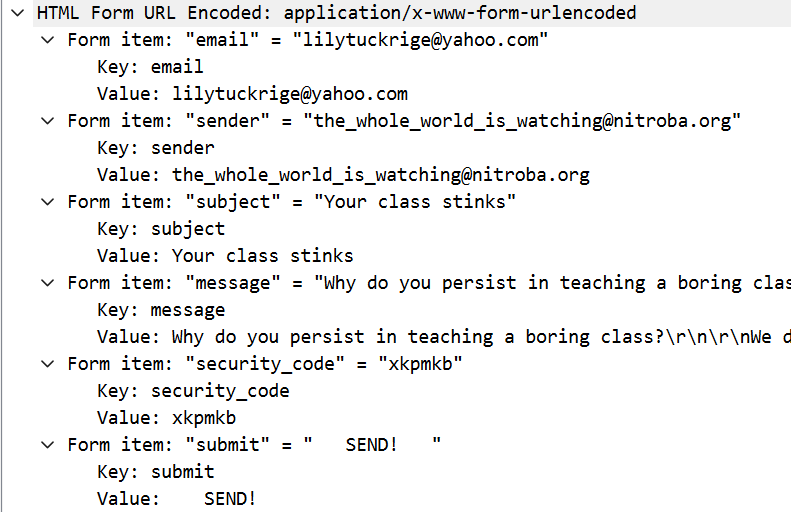 HTML Form URL Encoded: application/x-www-form-urlencoded
Form item: "email" = "lilytuckrige@yahoo.com"
Key: email
Value: lilytuckrige@yahoo.com
Form item: "sender" = "the_whole_world_is_watching@nitroba.org"
Key: sender
Value: the_whole_world_is_watching@nitroba.org
Form item: "subject" = "Your class stinks"
Key: subject
Value: Your class stinks
Form item: "message" = "Why do you persist in teaching a boring clas
Key: message
Value: Why do you persist in teaching a boring class?\r\n\r\nWe d
Form item: "security_code" = "xkpmkb"
Key: security_code
Value: xkpmkb
Form item: "submit" = "   SEND!   "
Key: submit
Value:    SEND!